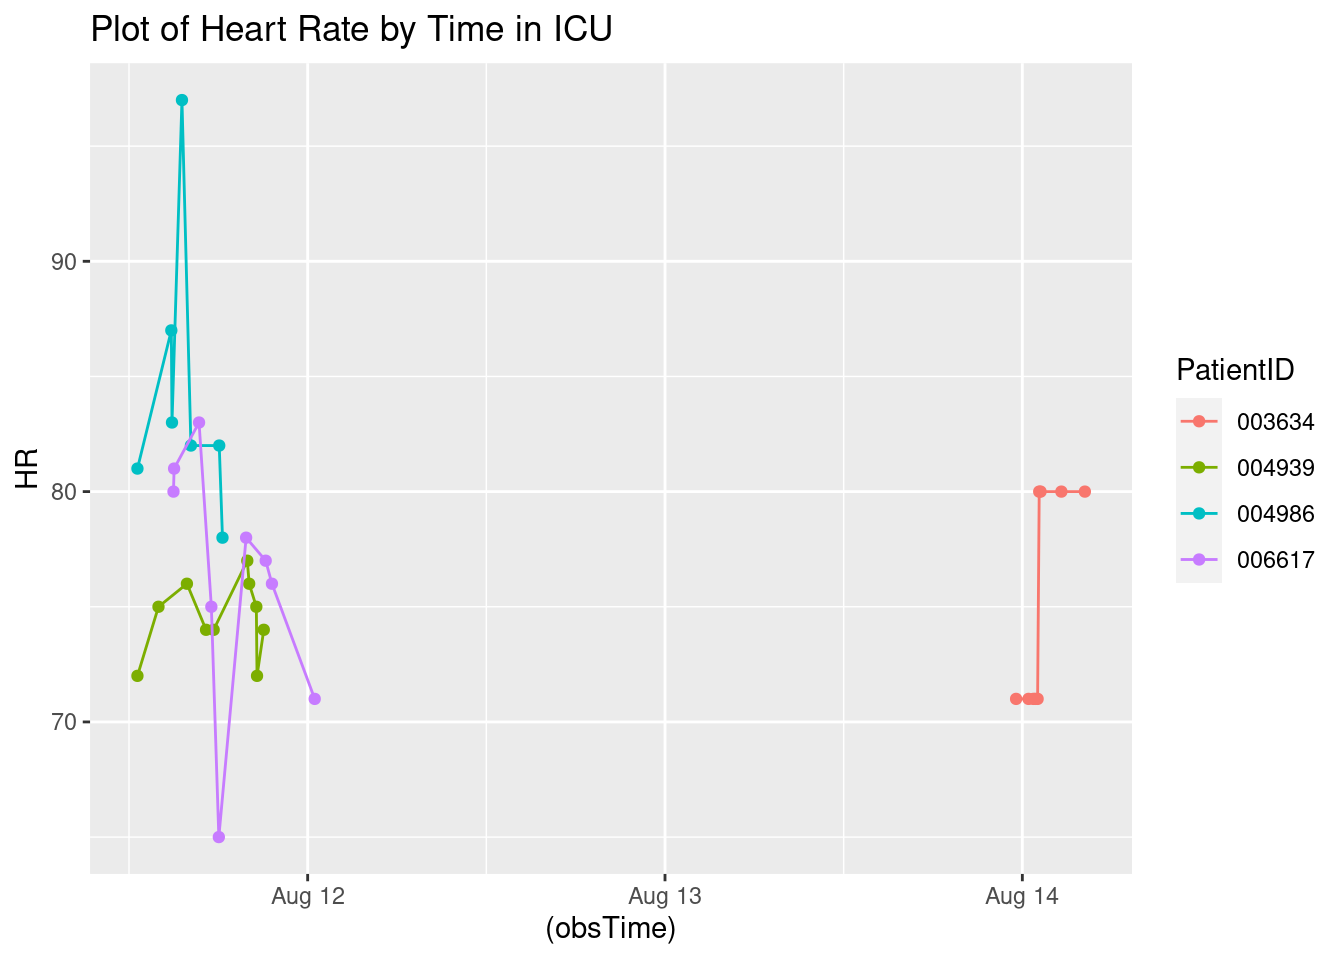 Plot of Heart Rate by Time in ICU
HR
90
80
70
Aug 12
Aug 13
Aug 14
(obsTime)
PatientID
003634
004939
004986
006617